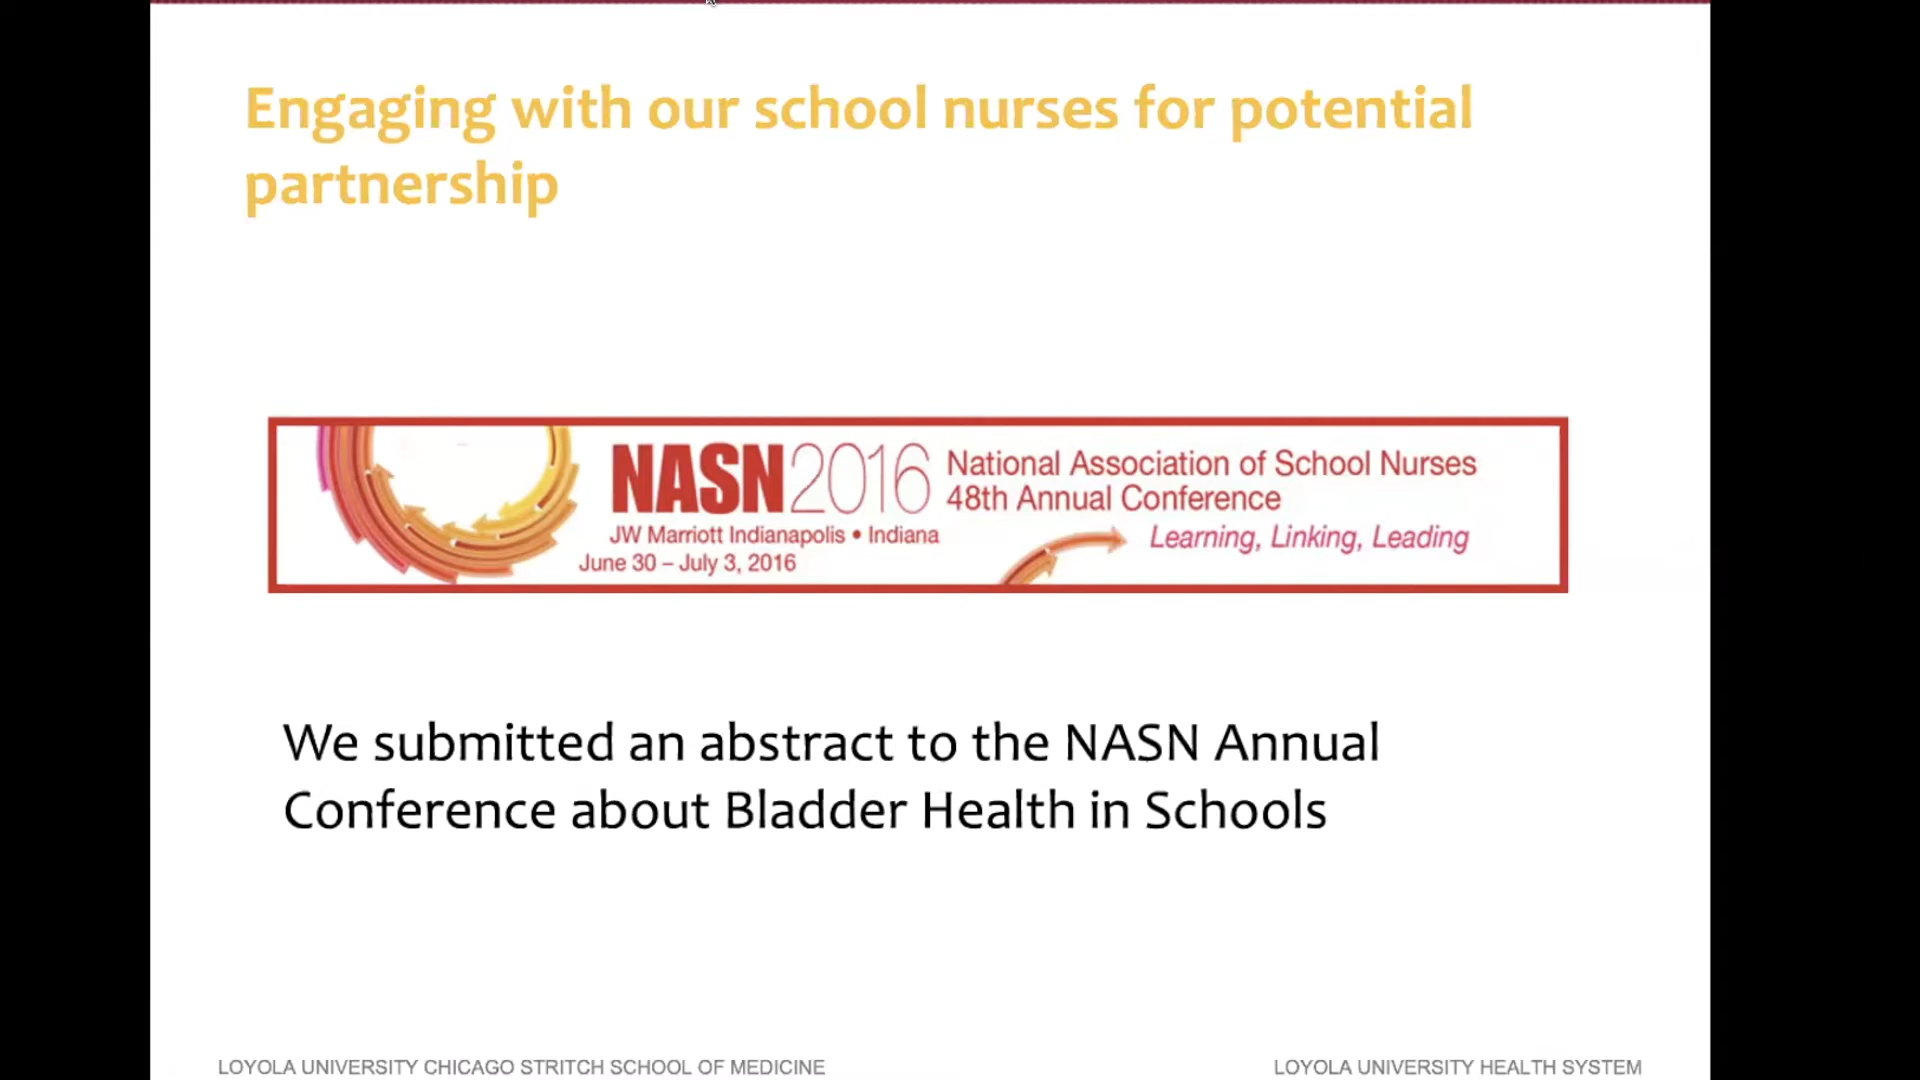 Engaging with our school nurses for potential
partnership
NASN2016
National Association of School Nurses
48th Annual Conference
JW Marriott Indianapolis • Indiana
Learning, Linking, Leading
June 30 – July 3, 2016
We submitted an abstract to the NASN Annual
Conference about Bladder Health in Schools
LOYOLA UNIVERSITY CHICAGO STRITCH SCHOOL OF MEDICINE
LOYOLA UNIVERSITY HEALTH SYSTEM